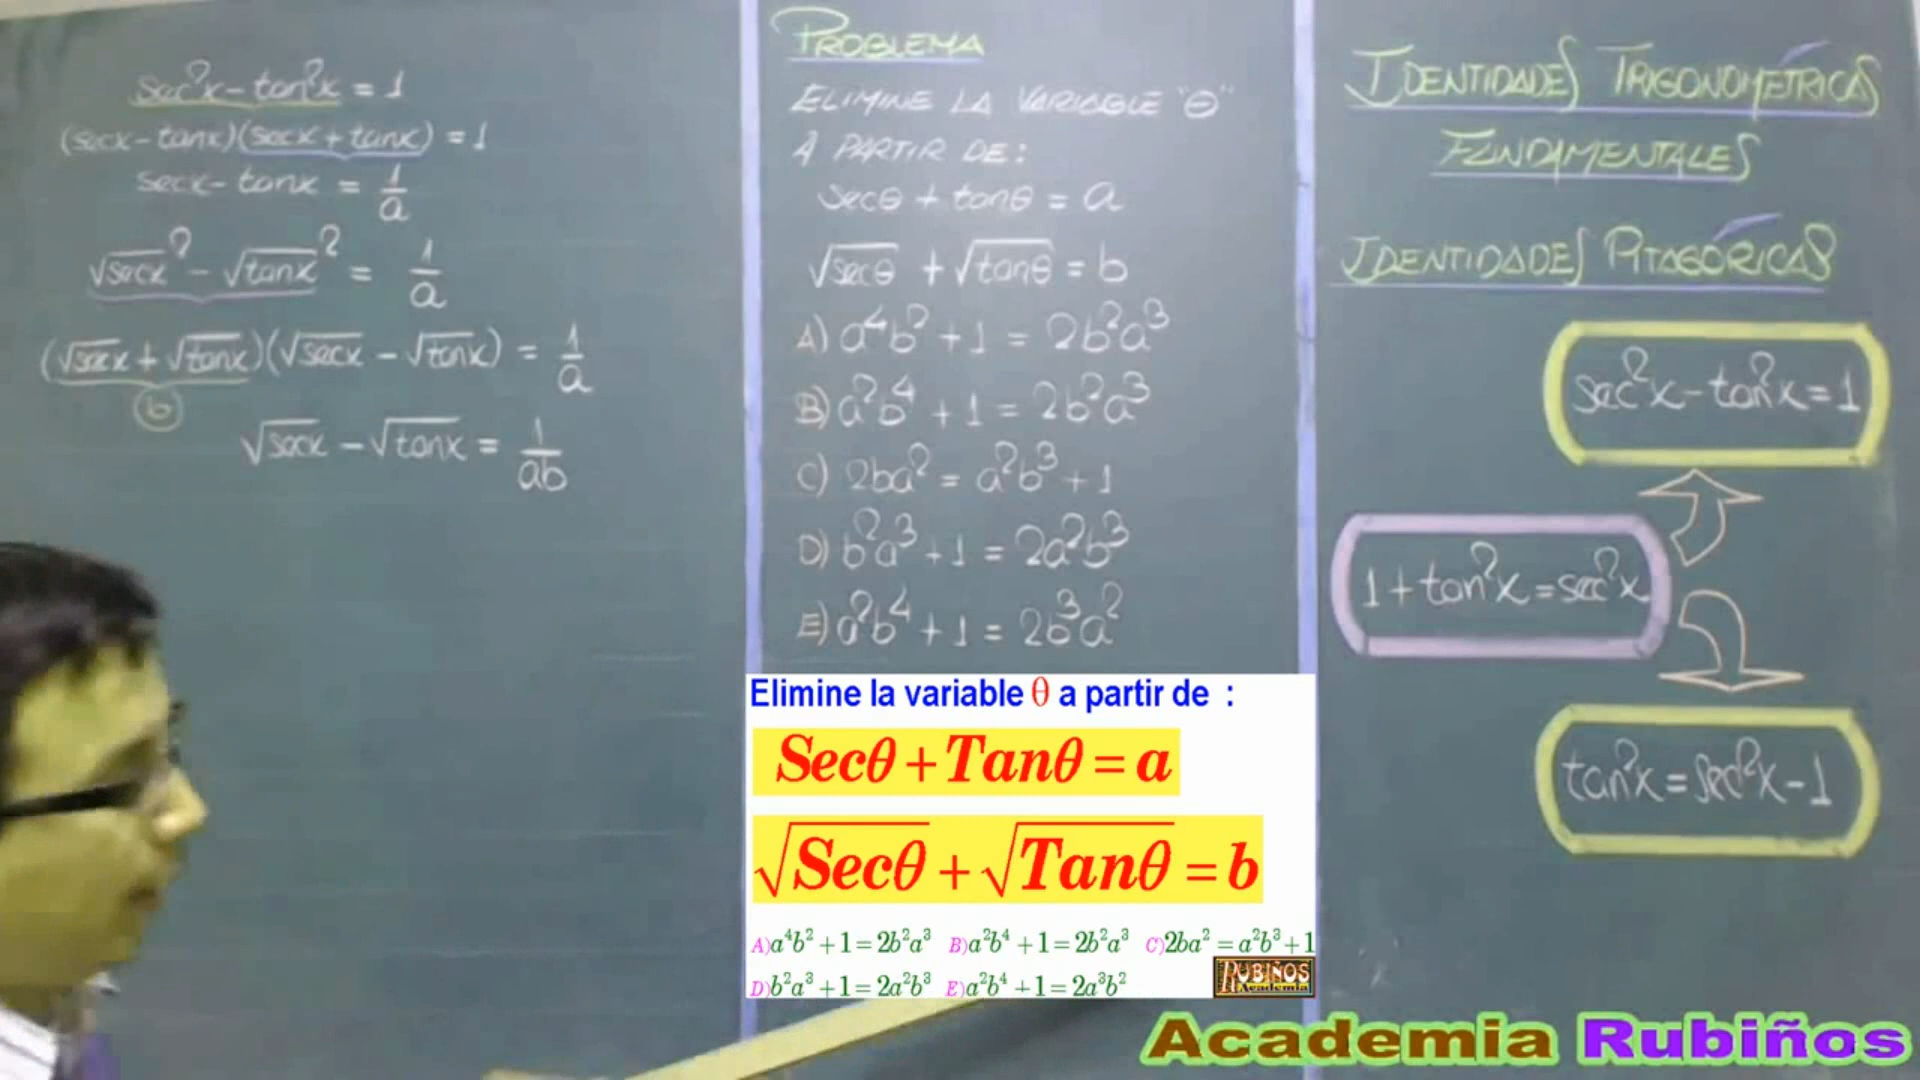 sec²x - tan²x = 1
(secx - tanx)(secx + tanx) = 1
secx - tanx = 1/a
√secx² - √tanx² = 1/a
(√secx + √tanx)(√secx - √tanx) = 1/a
b
√secx - √tanx = 1/ab
PROBLEMA
ELIMINE LA VARIABLE "θ"
A PARTIR DE:
secθ + tanθ = a
√secθ + √tanθ = b
A) a⁴b² + 1 = 2b²a³
B) a²b⁴ + 1 = 2b²a³
C) 2ba² = a²b³ + 1
D) b²a³ + 1 = 2a²b³
E) a²b⁴ + 1 = 2b³a²
Elimine la variable θ a partir de :
Secθ + Tanθ = a
√Secθ + √Tanθ = b
A) a⁴b² + 1 = 2b²a³ B) a²b⁴ + 1 = 2b²a³ C) 2ba² = a²b³ + 1
D) b²a³ + 1 = 2a²b³ E) a²b⁴ + 1 = 2a³b²
RUBIÑOS
Academia
IDENTIDADES TRIGONOMÉTRICAS
FUNDAMENTALES
IDENTIDADES PITAGÓRICAS
sec²x - tan²x = 1
1 + tan²x = sec²x
tan²x = sec²x - 1
Academia Rubiños